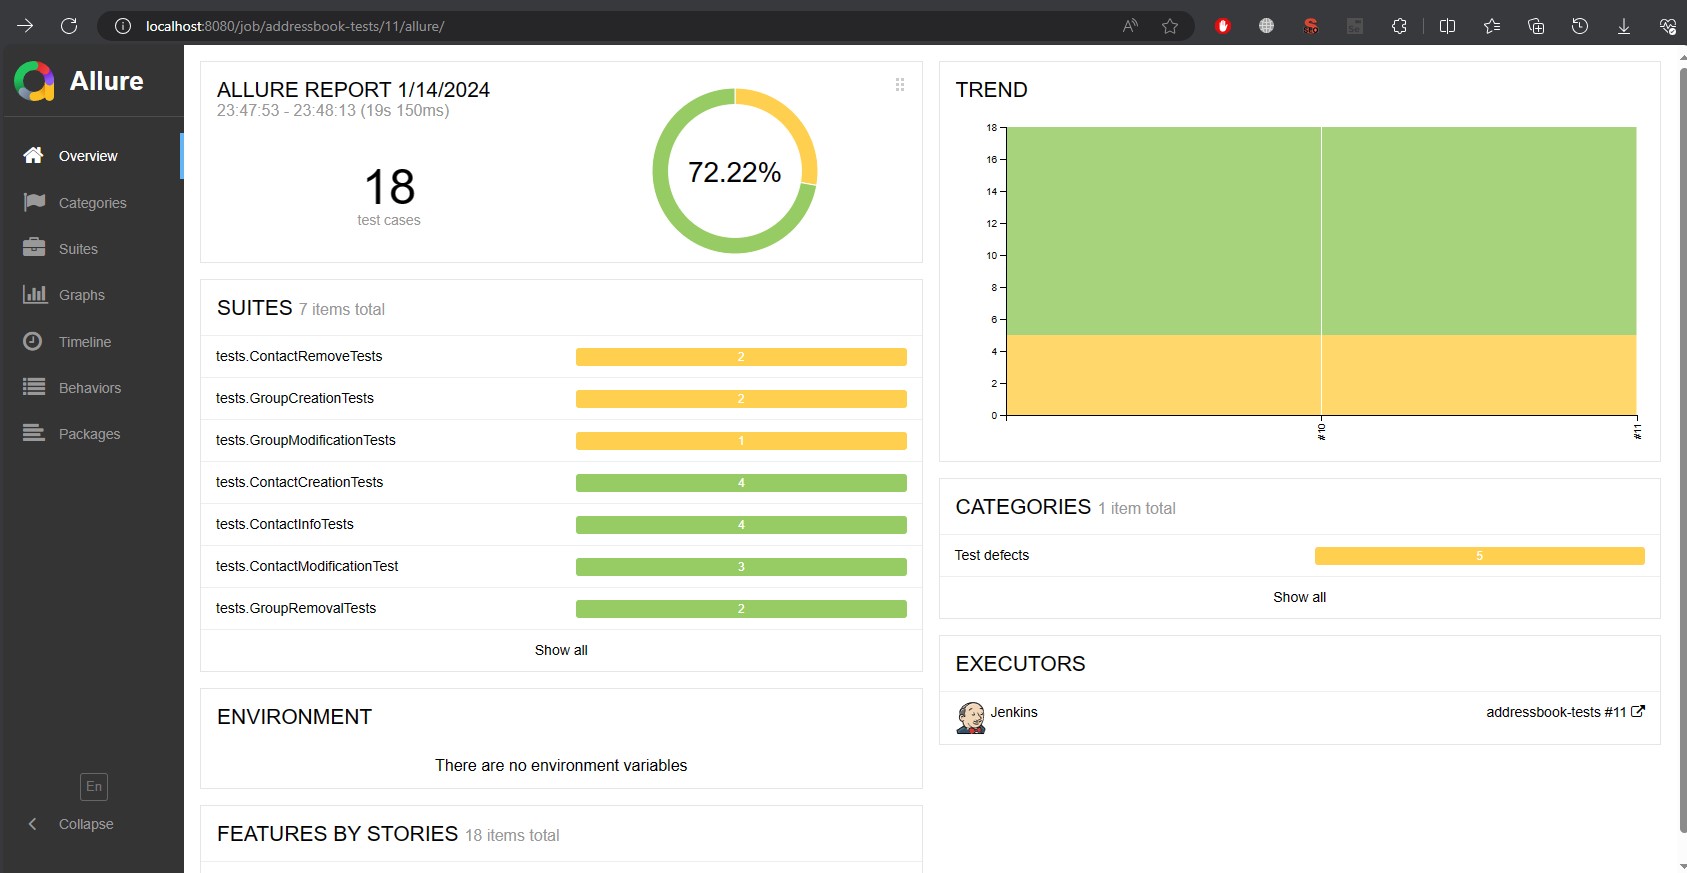 localhost:8080/job/addressbook-tests/11/allure/
Allure
Overview
Categories
Suites
Graphs
Timeline
Behaviors
Packages
En
Collapse
ALLURE REPORT 1/14/2024
23:47:53 - 23:48:13 (19s 150ms)
18
test cases
72.22%
SUITES 7 items total
tests.ContactRemoveTests 2
tests.GroupCreationTests 2
tests.GroupModificationTests 1
tests.ContactCreationTests 4
tests.ContactInfoTests 4
tests.ContactModificationTest 3
tests.GroupRemovalTests 2
Show all
ENVIRONMENT
There are no environment variables
FEATURES BY STORIES 18 items total
TREND
18
16
14
12
10
8
6
4
2
0
#10
#11
CATEGORIES 1 item total
Test defects 5
Show all
EXECUTORS
Jenkins addressbook-tests #11